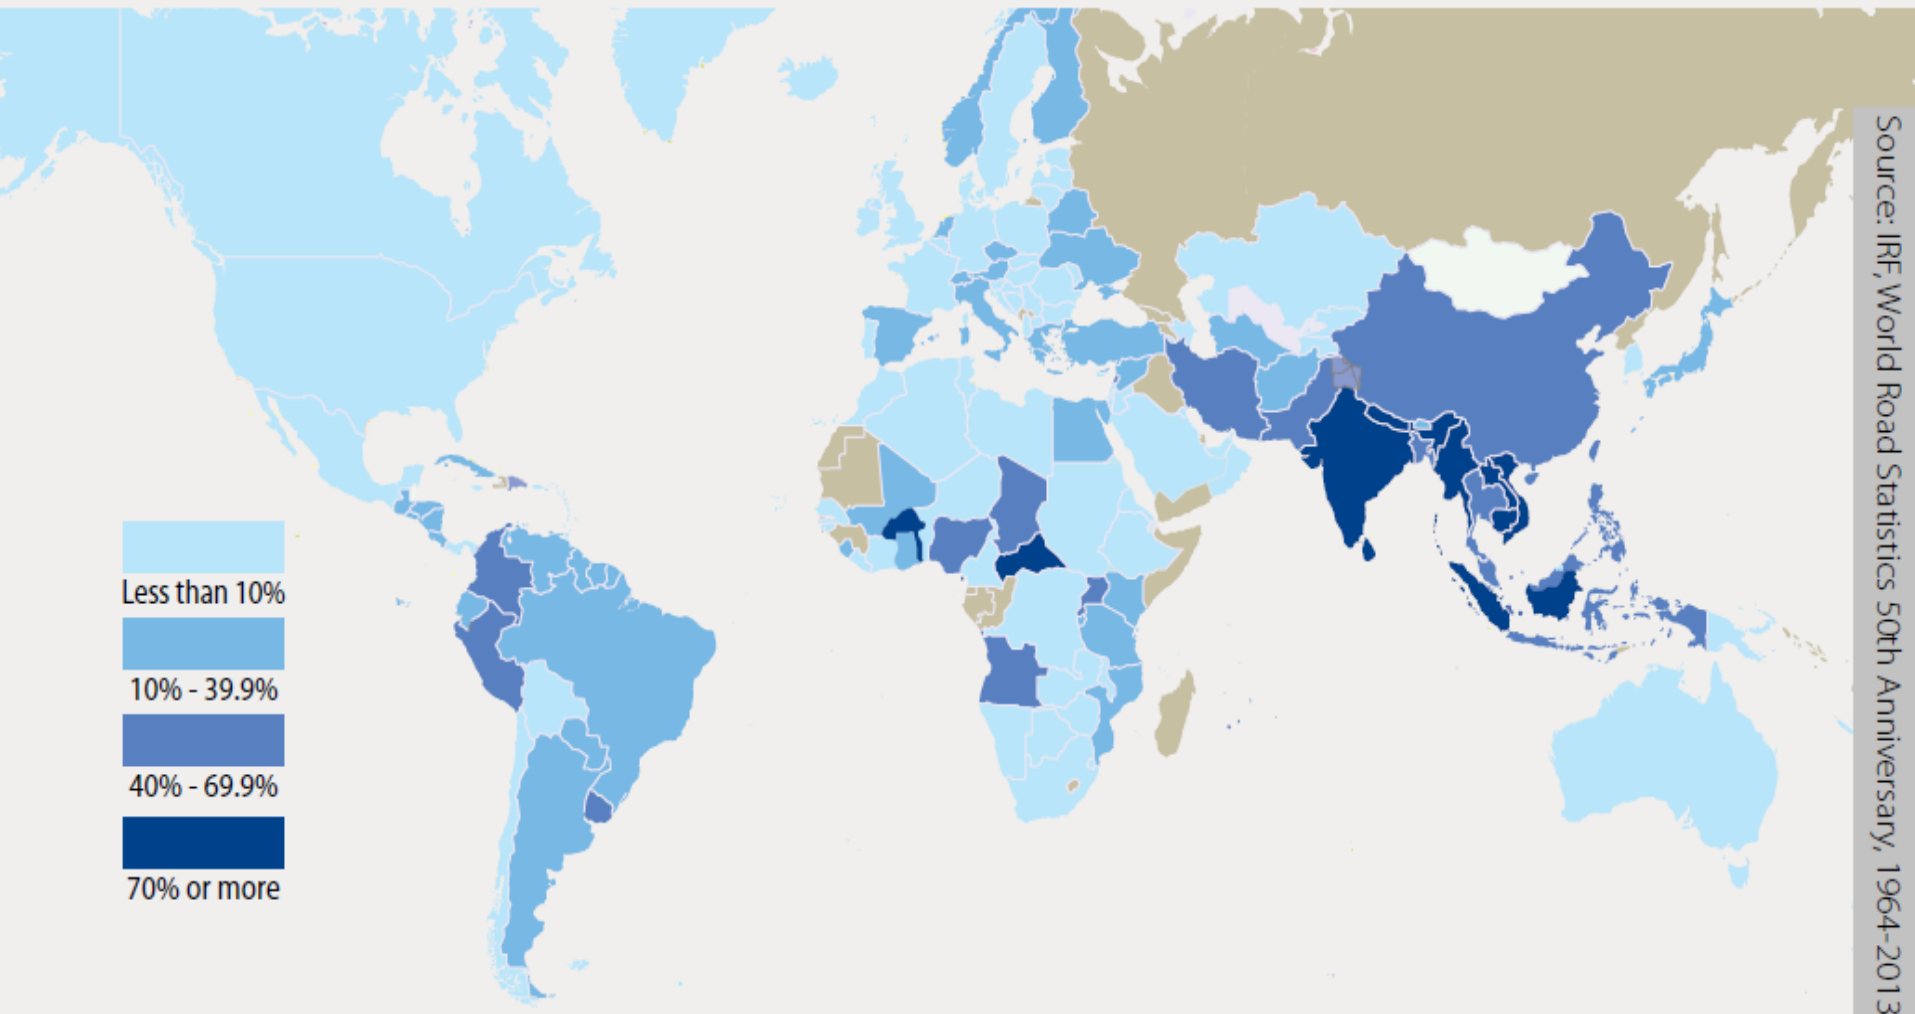 Less than 10%
10% - 39.9%
40% - 69.9%
70% or more
Source: IRF, World Road Statistics 50th Anniversary, 1964-2013